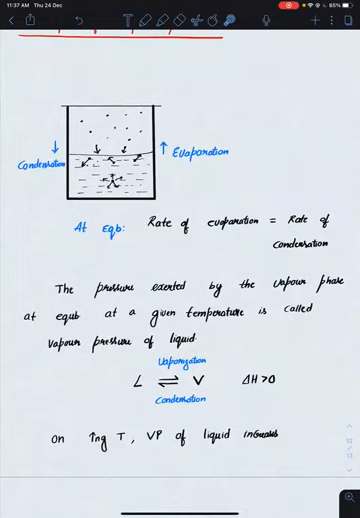 11:37 AM Thu 24 Dec
65%
Condensation
Evaporation
At Eqb: Rate of evaporation = Rate of
condensation
The pressure exerted by the vapour phase
at equb at a given temperature is called
Vapour pressure of liquid.
Vaporization
L ⇌ V ΔH>0
Condensation
On ↑ing T, VP of liquid increases